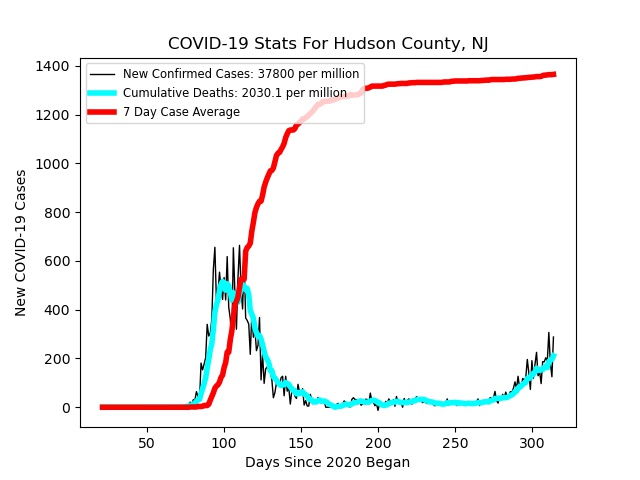 COVID-19 Stats For Hudson County, NJ
New Confirmed Cases: 37800 per million
Cumulative Deaths: 2030.1 per million
7 Day Case Average
1400
1200
1000
800
600
400
200
0
New COVID-19 Cases
50 100 150 200 250 300
Days Since 2020 Began